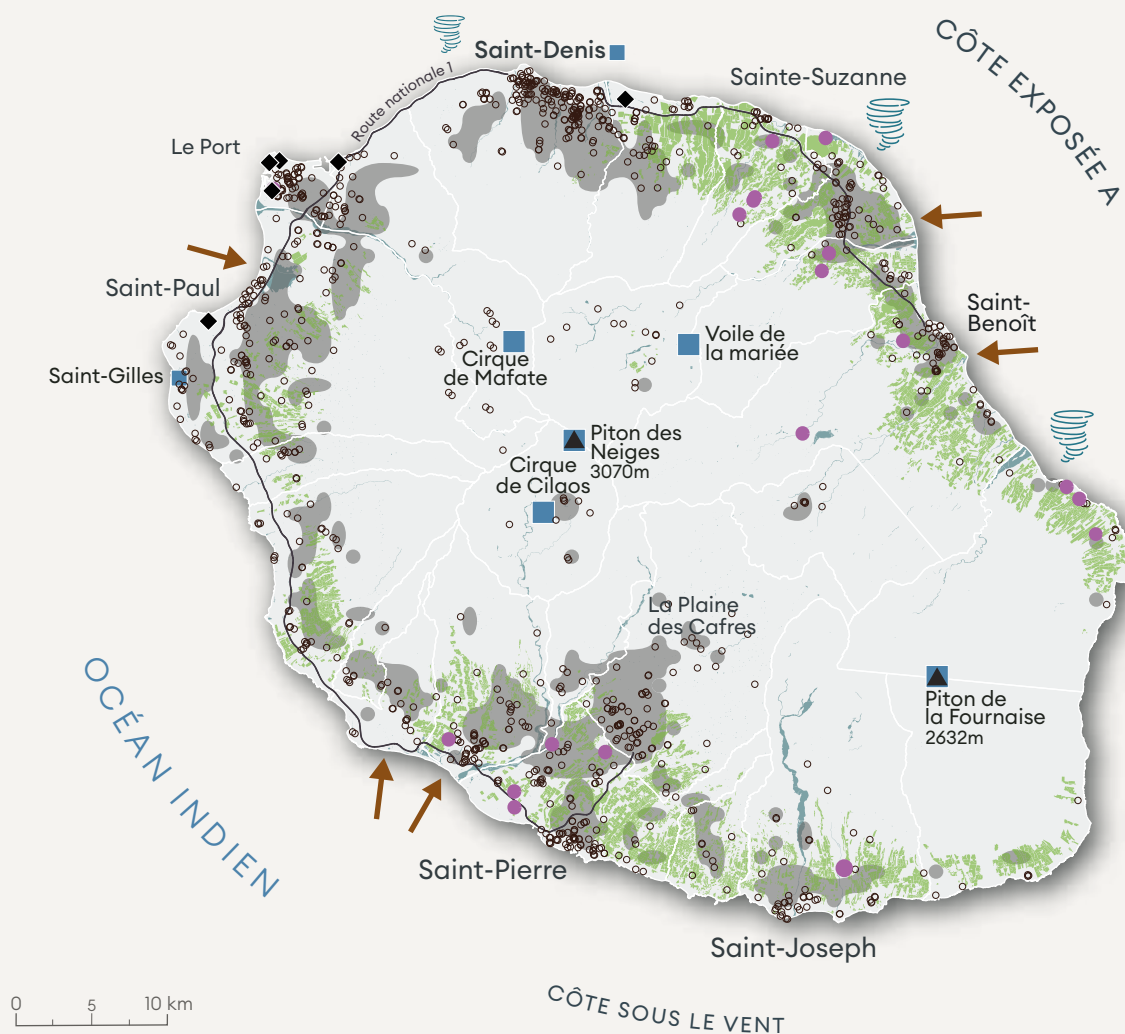 Saint-Denis
CÔTE EXPOSÉE A
Sainte-Suzanne
Route nationale 1
Le Port
Saint-Paul
Saint-
Benoît
Voile de
la mariée
Cirque
de Mafate
Saint-Gilles
Piton des
Neiges
3070m
Cirque
de Cilaos
La Plaine
des Cafres
OCÉAN INDIEN
Piton de
la Fournaise
2632m
Saint-Pierre
Saint-Joseph
CÔTE SOUS LE VENT
0 5 10 km